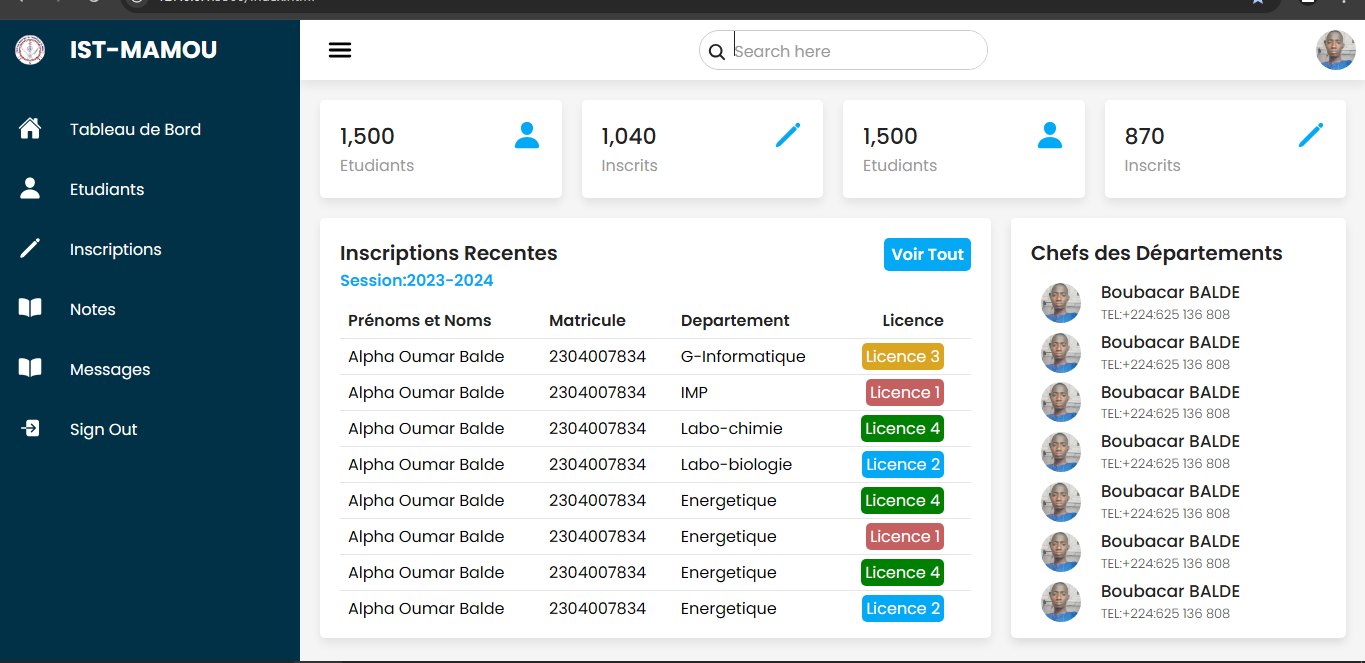 IST-MAMOU
Search here
Tableau de Bord
Etudiants
Inscriptions
Notes
Messages
Sign Out
1,500
Etudiants
1,040
Inscrits
1,500
Etudiants
870
Inscrits
Inscriptions Recentes
Voir Tout
Session:2023-2024
Prénoms et Noms Matricule Departement Licence
Alpha Oumar Balde 2304007834 G-Informatique Licence 3
Alpha Oumar Balde 2304007834 IMP Licence 1
Alpha Oumar Balde 2304007834 Labo-chimie Licence 4
Alpha Oumar Balde 2304007834 Labo-biologie Licence 2
Alpha Oumar Balde 2304007834 Energetique Licence 4
Alpha Oumar Balde 2304007834 Energetique Licence 1
Alpha Oumar Balde 2304007834 Energetique Licence 4
Alpha Oumar Balde 2304007834 Energetique Licence 2
Chefs des Départements
Boubacar BALDE
TEL:+224:625 136 808
Boubacar BALDE
TEL:+224:625 136 808
Boubacar BALDE
TEL:+224:625 136 808
Boubacar BALDE
TEL:+224:625 136 808
Boubacar BALDE
TEL:+224:625 136 808
Boubacar BALDE
TEL:+224:625 136 808
Boubacar BALDE
TEL:+224:625 136 808